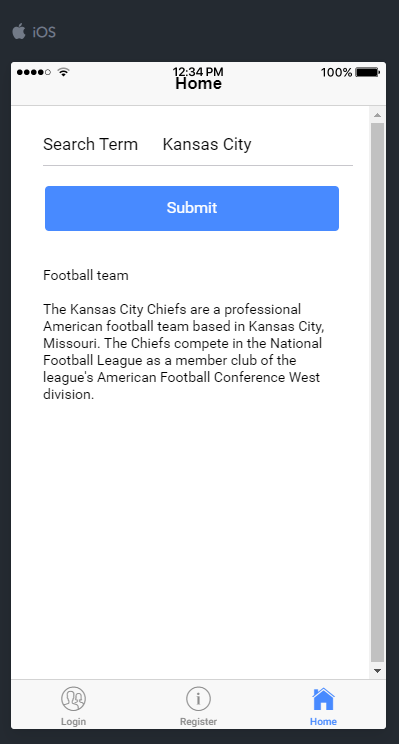 iOS
12:34 PM
100%
Home
Search Term Kansas City
Submit
Football team
The Kansas City Chiefs are a professional
American football team based in Kansas City,
Missouri. The Chiefs compete in the National
Football League as a member club of the
league's American Football Conference West
division.
Login
Register
Home